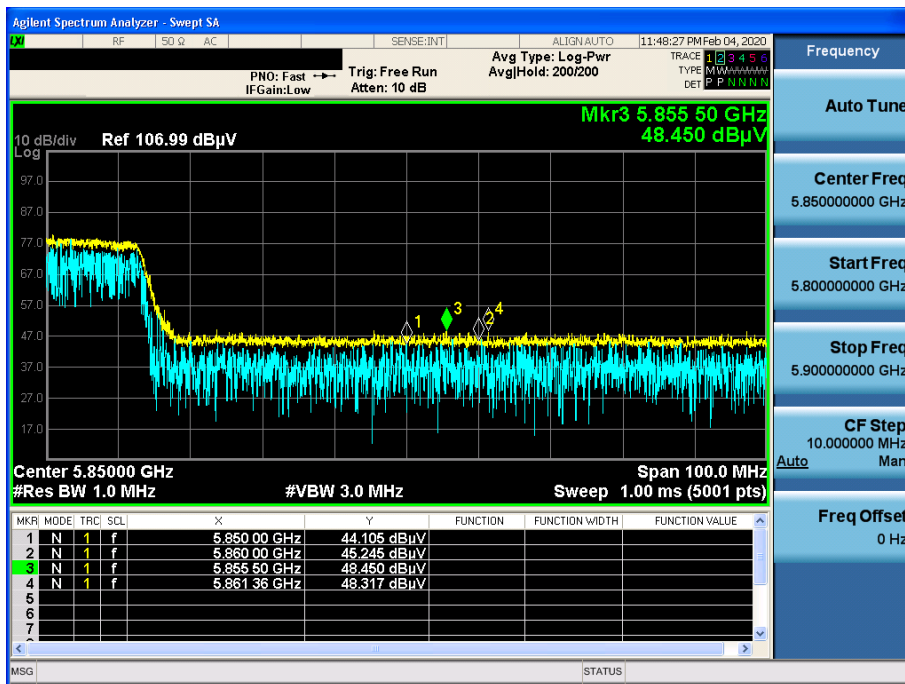 Agilent Spectrum Analyzer - Swept SA
LXI RF 50 Ω AC SENSE:INT ALIGN AUTO 11:48:27 PM Feb 04, 2020
PNO: Fast Trig: Free Run Avg Type: Log-Pwr TRACE 1 2 3 4 5 6
IFGain:Low Atten: 10 dB Avg|Hold: 200/200 TYPE M W W W W W
DET P P N N N N
Mkr3 5.855 50 GHz
48.450 dBµV
10 dB/div Ref 106.99 dBµV
Log
97.0
87.0
77.0
67.0
57.0
47.0
37.0
27.0
17.0
1
3
2
4
Center 5.85000 GHz Span 100.0 MHz
#Res BW 1.0 MHz #VBW 3.0 MHz Sweep 1.00 ms (5001 pts)
MKR MODE TRC SCL X Y FUNCTION FUNCTION WIDTH FUNCTION VALUE
1 N 1 f 5.850 00 GHz 44.105 dBµV
2 N 1 f 5.860 00 GHz 45.245 dBµV
3 N 1 f 5.855 50 GHz 48.450 dBµV
4 N 1 f 5.861 36 GHz 48.317 dBµV
5
6
7
MSG STATUS
Frequency
Auto Tune
Center Freq
5.850000000 GHz
Start Freq
5.800000000 GHz
Stop Freq
5.900000000 GHz
CF Step
10.000000 MHz
Auto Man
Freq Offset
0 Hz